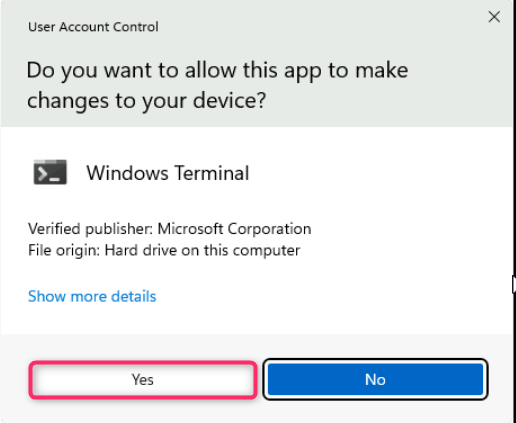 User Account Control
Do you want to allow this app to make
changes to your device?
Windows Terminal
Verified publisher: Microsoft Corporation
File origin: Hard drive on this computer
Show more details
Yes
No